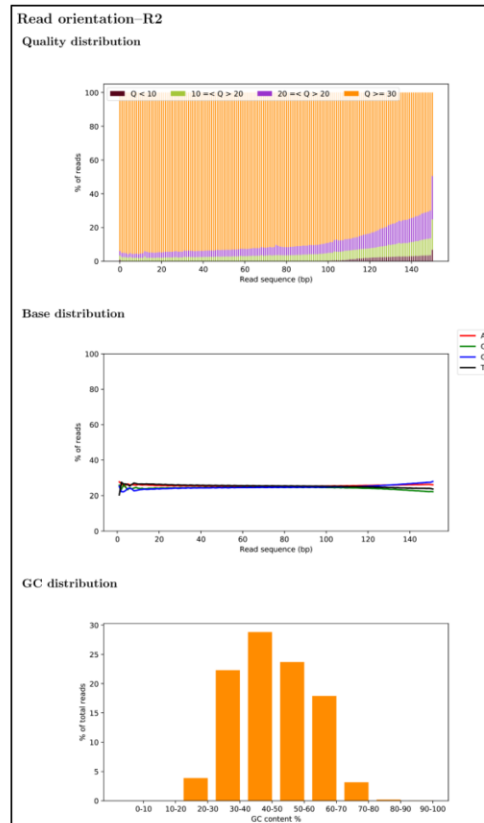 Read orientation–R2
Quality distribution
Q < 10 10 =< Q > 20 20 =< Q > 20 Q >= 30
100
80
60
40
20
0
% of reads
0 20 40 60 80 100 120 140
Read sequence (bp)
Base distribution
A
T
100
80
60
40
20
0
% of reads
0 20 40 60 80 100 120 140
Read sequence (bp)
GC distribution
30
25
20
15
10
5
0
% of total reads
0-10 10-20 20-30 30-40 40-50 50-60 60-70 70-80 80-90 90-100
GC content %